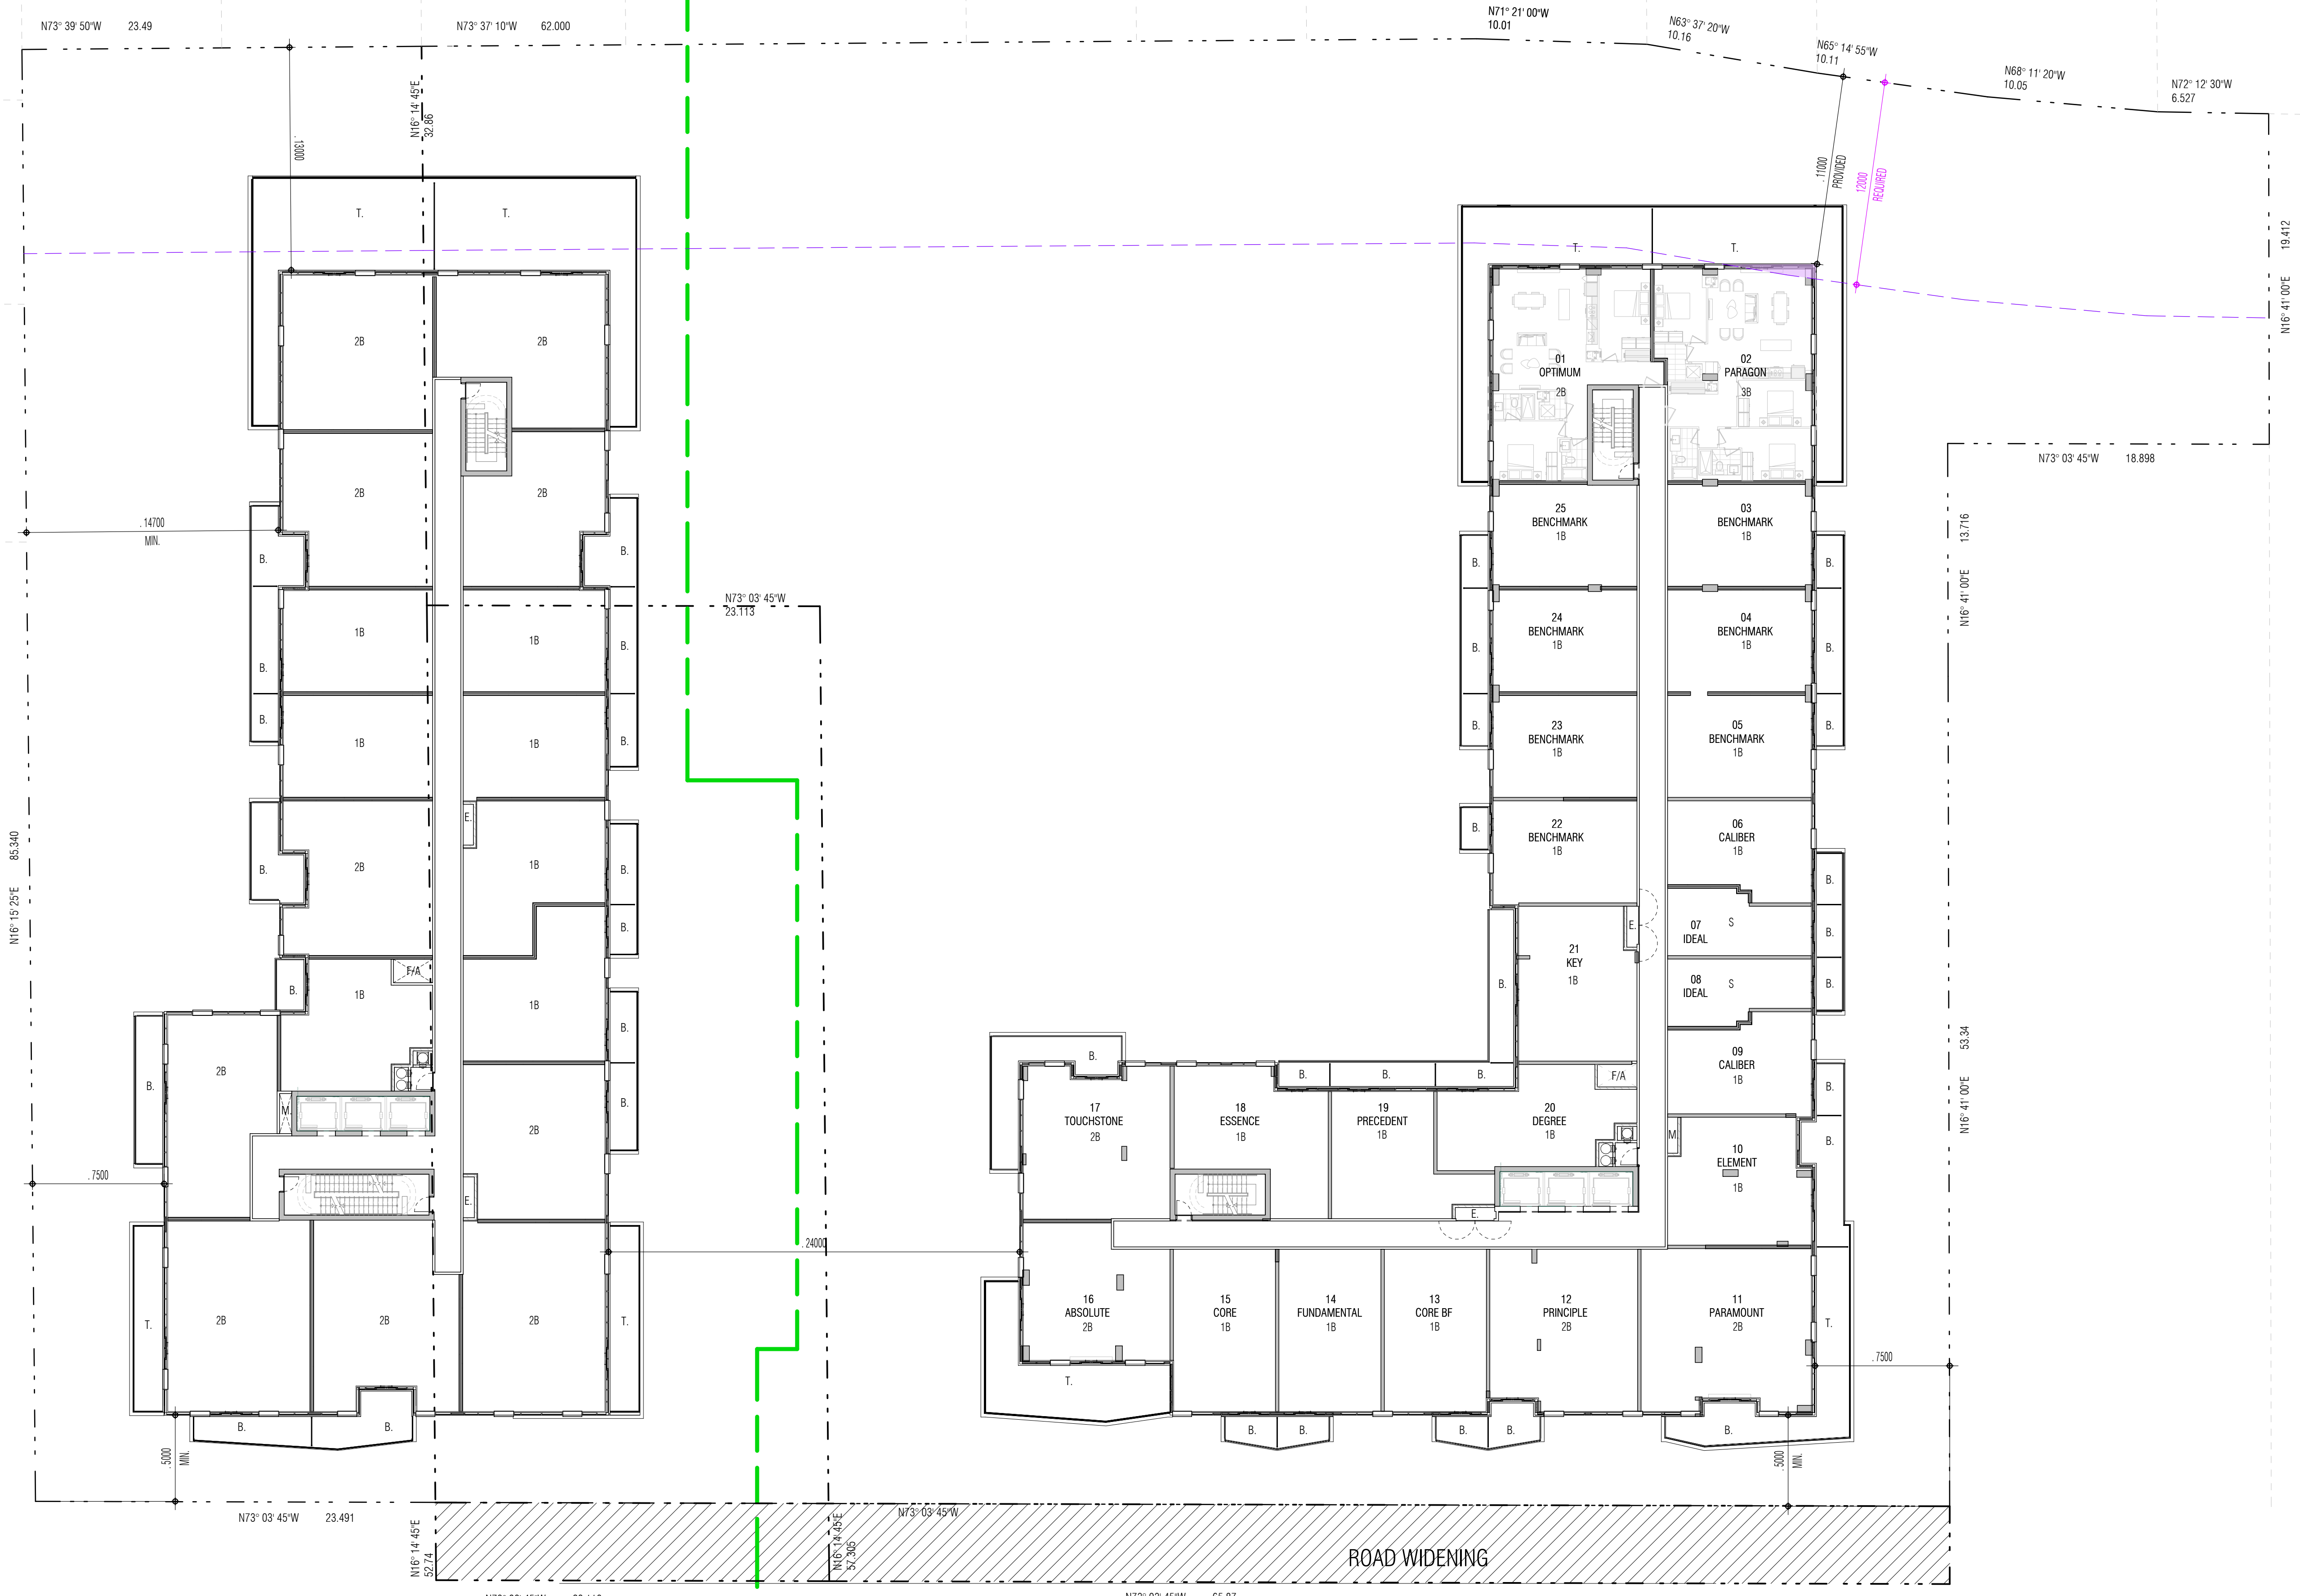 N73° 39' 50"W 23.49
N73° 37' 10"W 62.000
N71° 21' 00"W
10.01
N63° 37' 20"W
10.16
N65° 14' 55"W
10.11
N68° 11' 20"W
10.05
N72° 12' 30"W
6.527
N16° 14' 45"E
32.86
.13000
.11000
PROVIDED
12000
REQUIRED
N16° 41' 00"E 19.412
T.
T.
T.
T.
2B
2B
01
OPTIMUM
2B
02
PARAGON
3B
N73° 03' 45"W 18.898
2B
2B
.14700
MIN.
B.
B.
25
BENCHMARK
1B
03
BENCHMARK
1B
B.
B.
N16° 41' 00"E 13.716
N73° 03' 45"W
23.113
1B
1B
B.
B.
24
BENCHMARK
1B
04
BENCHMARK
1B
B.
B.
B.
1B
1B
B.
23
BENCHMARK
1B
05
BENCHMARK
1B
B.
B.
N16° 15' 25"E 85.340
E.
B.
2B
1B
B.
B.
22
BENCHMARK
1B
06
CALIBER
1B
B.
B.
E.
07
IDEAL
S
B.
21
KEY
1B
B.
F/A
B.
1B
1B
08
IDEAL
S
B.
B.
B.
2B
B.
B.
B.
B.
B.
B.
F/A
09
CALIBER
1B
B.
N16° 41' 00"E 53.34
M.
2B
17
TOUCHSTONE
2B
18
ESSENCE
1B
19
PRECEDENT
1B
20
DEGREE
1B
M.
10
ELEMENT
1B
B.
.7500
E.
E.
.24000
2B
2B
2B
T.
T.
16
ABSOLUTE
2B
15
CORE
1B
14
FUNDAMENTAL
1B
13
CORE BF
1B
12
PRINCIPLE
2B
11
PARAMOUNT
2B
T.
.7500
T.
B.
B.
B.
B.
B.
B.
B.
.5000
MIN.
.5000
MIN.
N73° 03' 45"W 23.491
N73° 03' 45"W
N16° 14' 45"E
52.74
N16° 14' 45"E
57.305
ROAD WIDENING